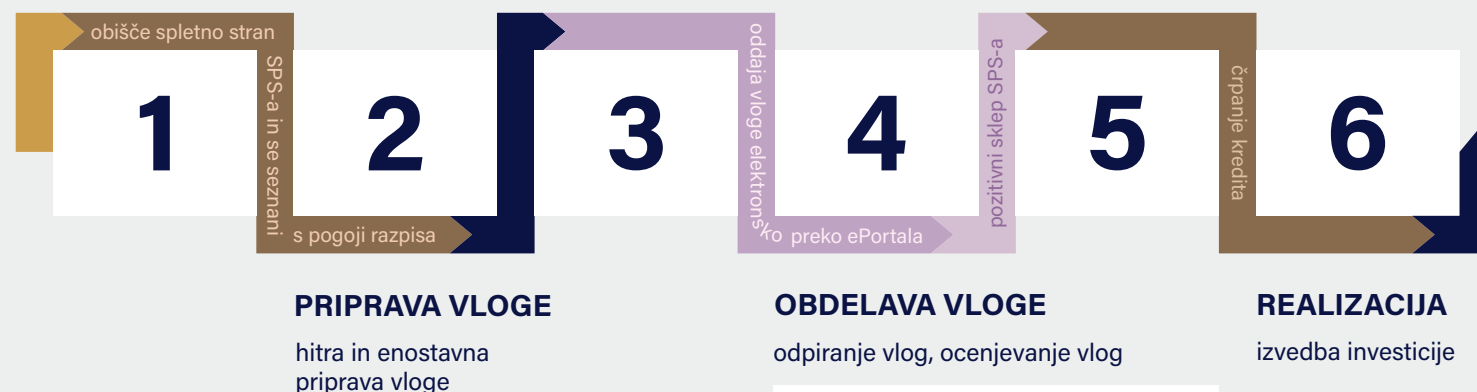 obišče spletno stran
SPS-a in se seznani
s pogoji razpisa
oddaja vloge elektronsko preko ePortala
pozitivni sklep SPS-a
črpanje kredita
1
2
3
4
5
6
PRIPRAVA VLOGE
hitra in enostavna
priprava vloge
OBDELAVA VLOGE
odpiranje vlog, ocenjevanje vlog
REALIZACIJA
izvedba investicije